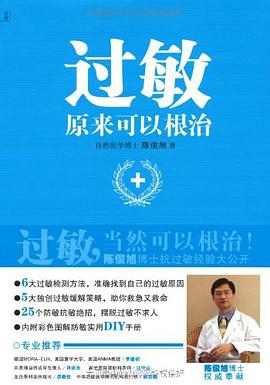 过敏
原来可以根治
自然医学博士 陈俊旭 著
过敏,当然可以根治!
陈俊旭博士抗过敏经验大公开
●6大过敏检测方法,准确找到自己的过敏原因
●5大独创过敏缓解策略,助你救急又救命
●25个防敏抗敏绝招,摆脱过敏不求人
●内附彩色图解防敏实用DIY手册
专业推荐
陈俊旭博士
权威奉献